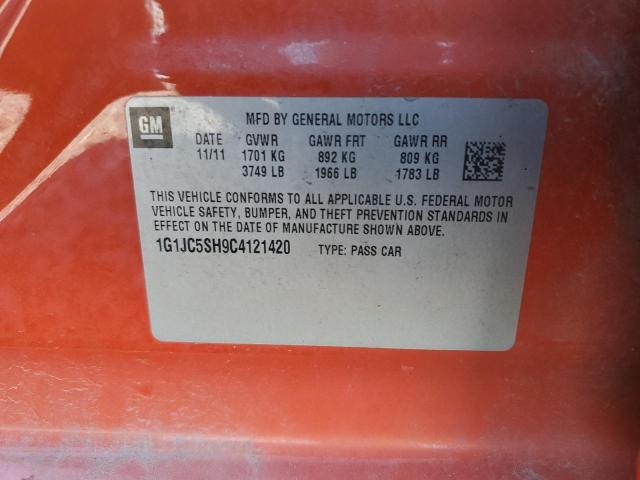 GM
MFD BY GENERAL MOTORS LLC
DATE GVWR GAWR FRT GAWR RR
11/11 1701 KG 892 KG 809 KG
3749 LB 1966 LB 1783 LB
THIS VEHICLE CONFORMS TO ALL APPLICABLE U.S. FEDERAL MOTOR
VEHICLE SAFETY, BUMPER, AND THEFT PREVENTION STANDARDS IN
EFFECT ON THE DATE OF MANUFACTURE SHOWN ABOVE.
1G1JC5SH9C4121420 TYPE: PASS CAR